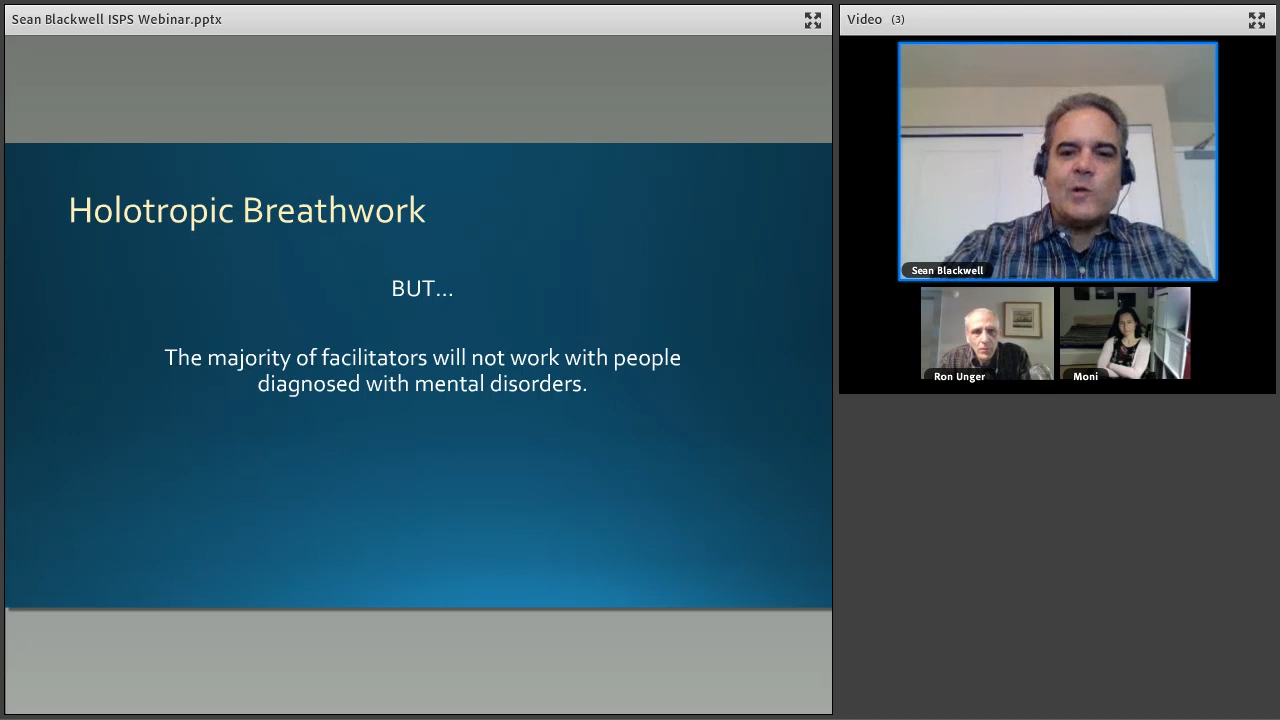 Sean Blackwell ISPS Webinar.pptx
Video (3)
Holotropic Breathwork
BUT...
The majority of facilitators will not work with people
diagnosed with mental disorders.
Sean Blackwell
Ron Unger
Moni